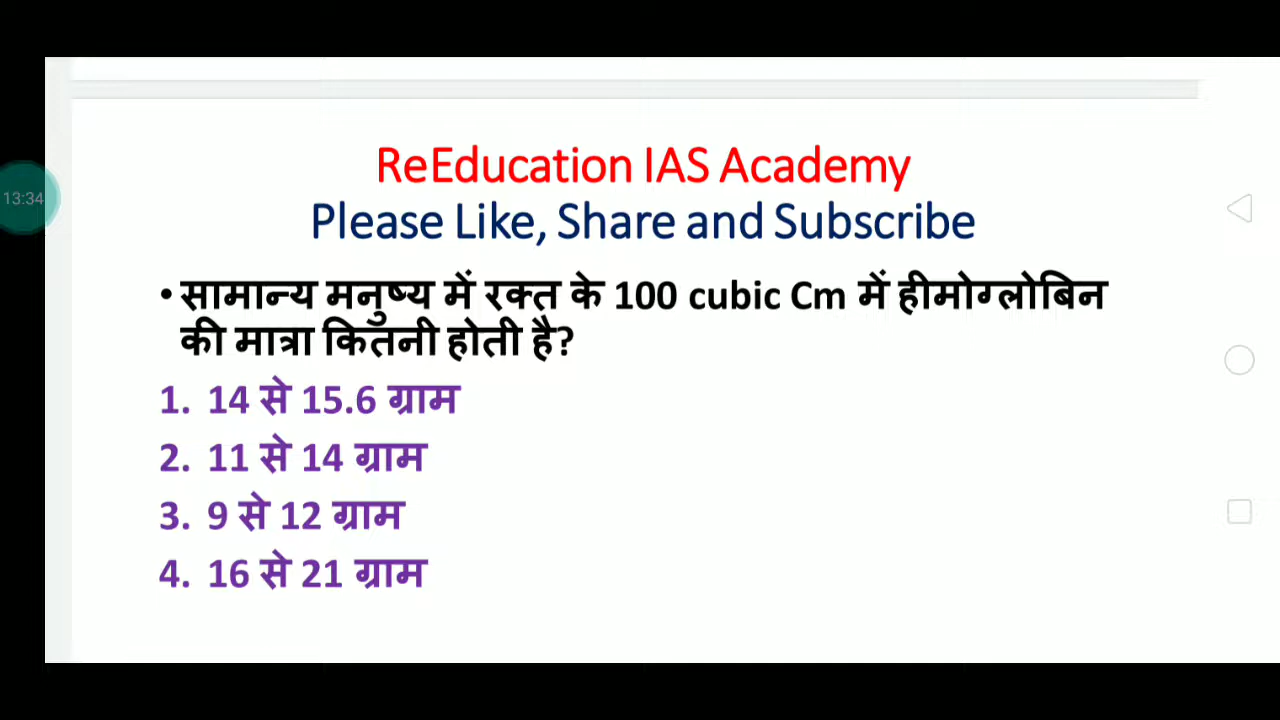 ReEducation IAS Academy
Please Like, Share and Subscribe
• सामान्य मनुष्य में रक्त के 100 cubic Cm में हीमोग्लोबिन
की मात्रा कितनी होती है?
1. 14 से 15.6 ग्राम
2. 11 से 14 ग्राम
3. 9 से 12 ग्राम
4. 16 से 21 ग्राम
13:34